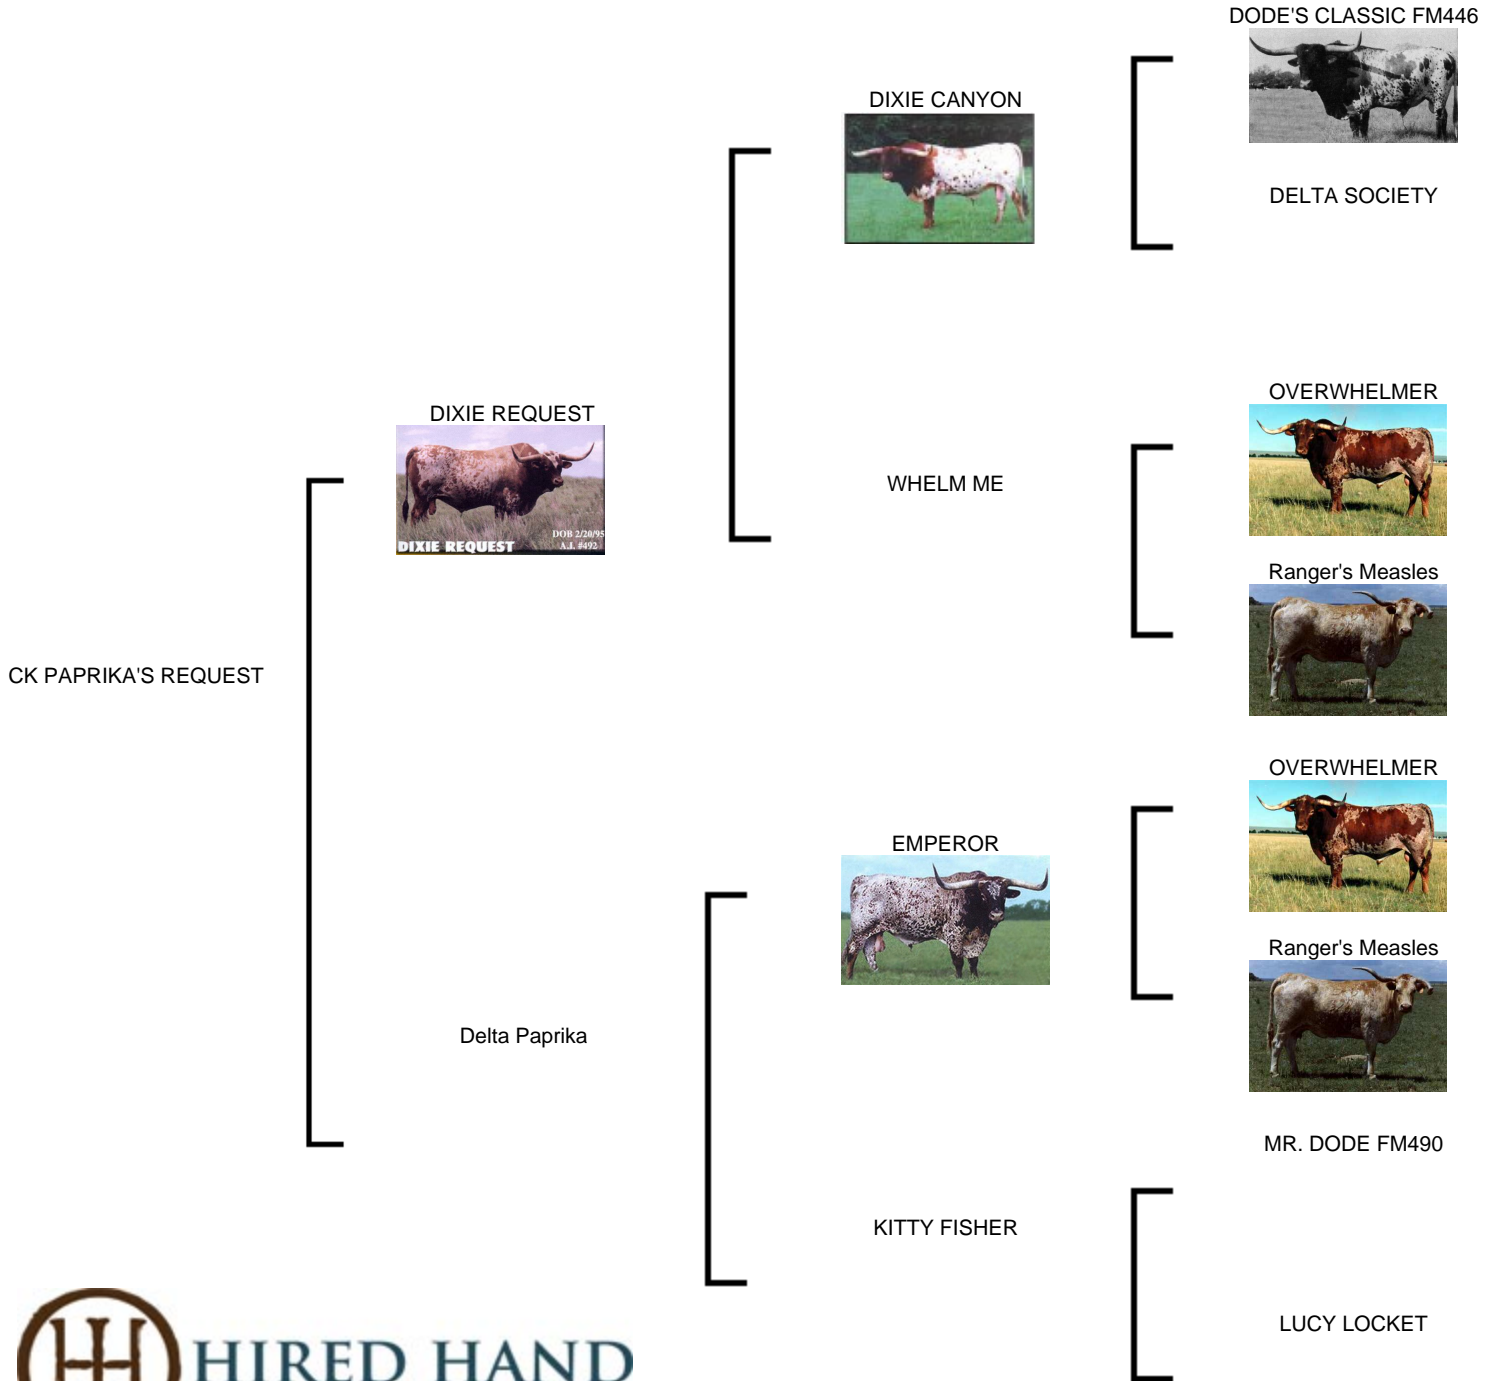 DODE'S CLASSIC FM446
DIXIE CANYON
DELTA SOCIETY
OVERWHELMER
DIXIE REQUEST
WHELM ME
DOB 2/20/95
DIXIE REQUEST A.I. #492
Ranger's Measles
CK PAPRIKA'S REQUEST
OVERWHELMER
EMPEROR
Ranger's Measles
Delta Paprika
MR. DODE FM490
KITTY FISHER
LUCY LOCKET
HIRED HAND